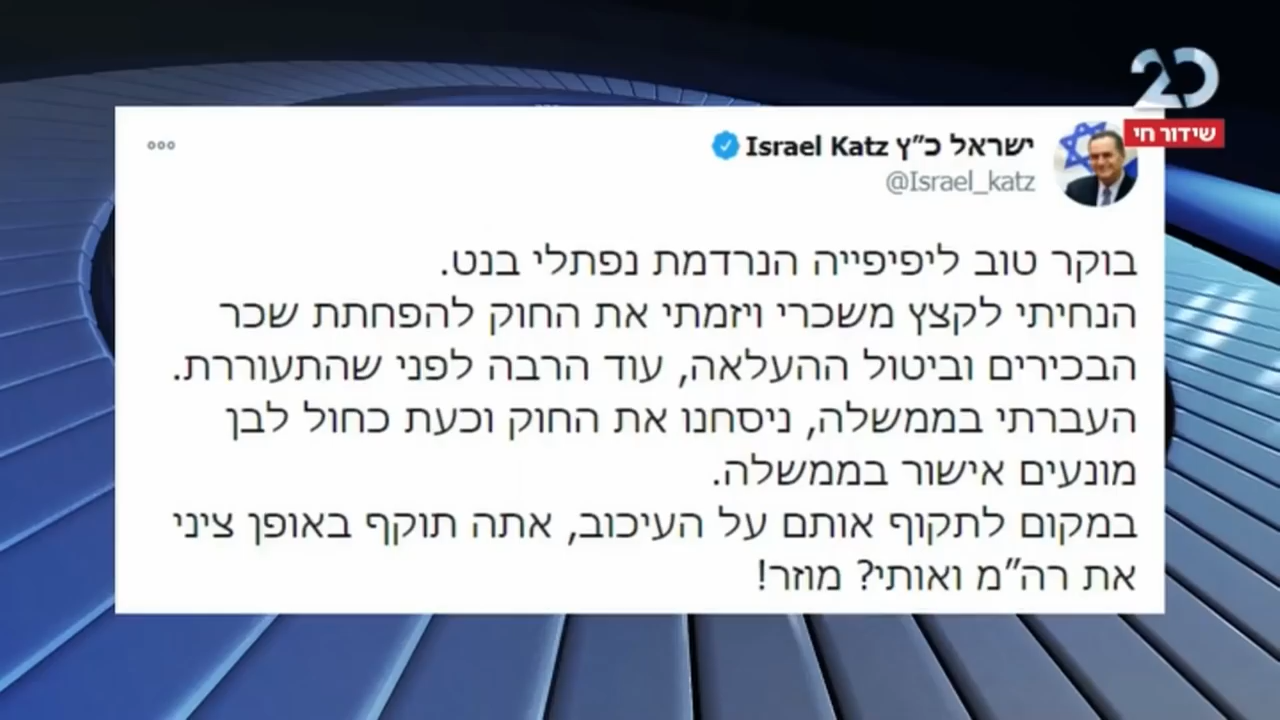 20
שידור חי
ישראל כ״ץ Israel Katz
@Israel_katz
בוקר טוב ליפיפייה הנרדמת נפתלי בנט.
הנחיתי לקצץ משכרי ויזמתי את החוק להפחתת שכר
הבכירים וביטול ההעלאה, עוד הרבה לפני שהתעוררת.
העברתי בממשלה, ניסחנו את החוק וכעת כחול לבן
מונעים אישור בממשלה.
במקום לתקוף אותם על העיכוב, אתה תוקף באופן ציני
את רה״מ ואותי? מוזר!